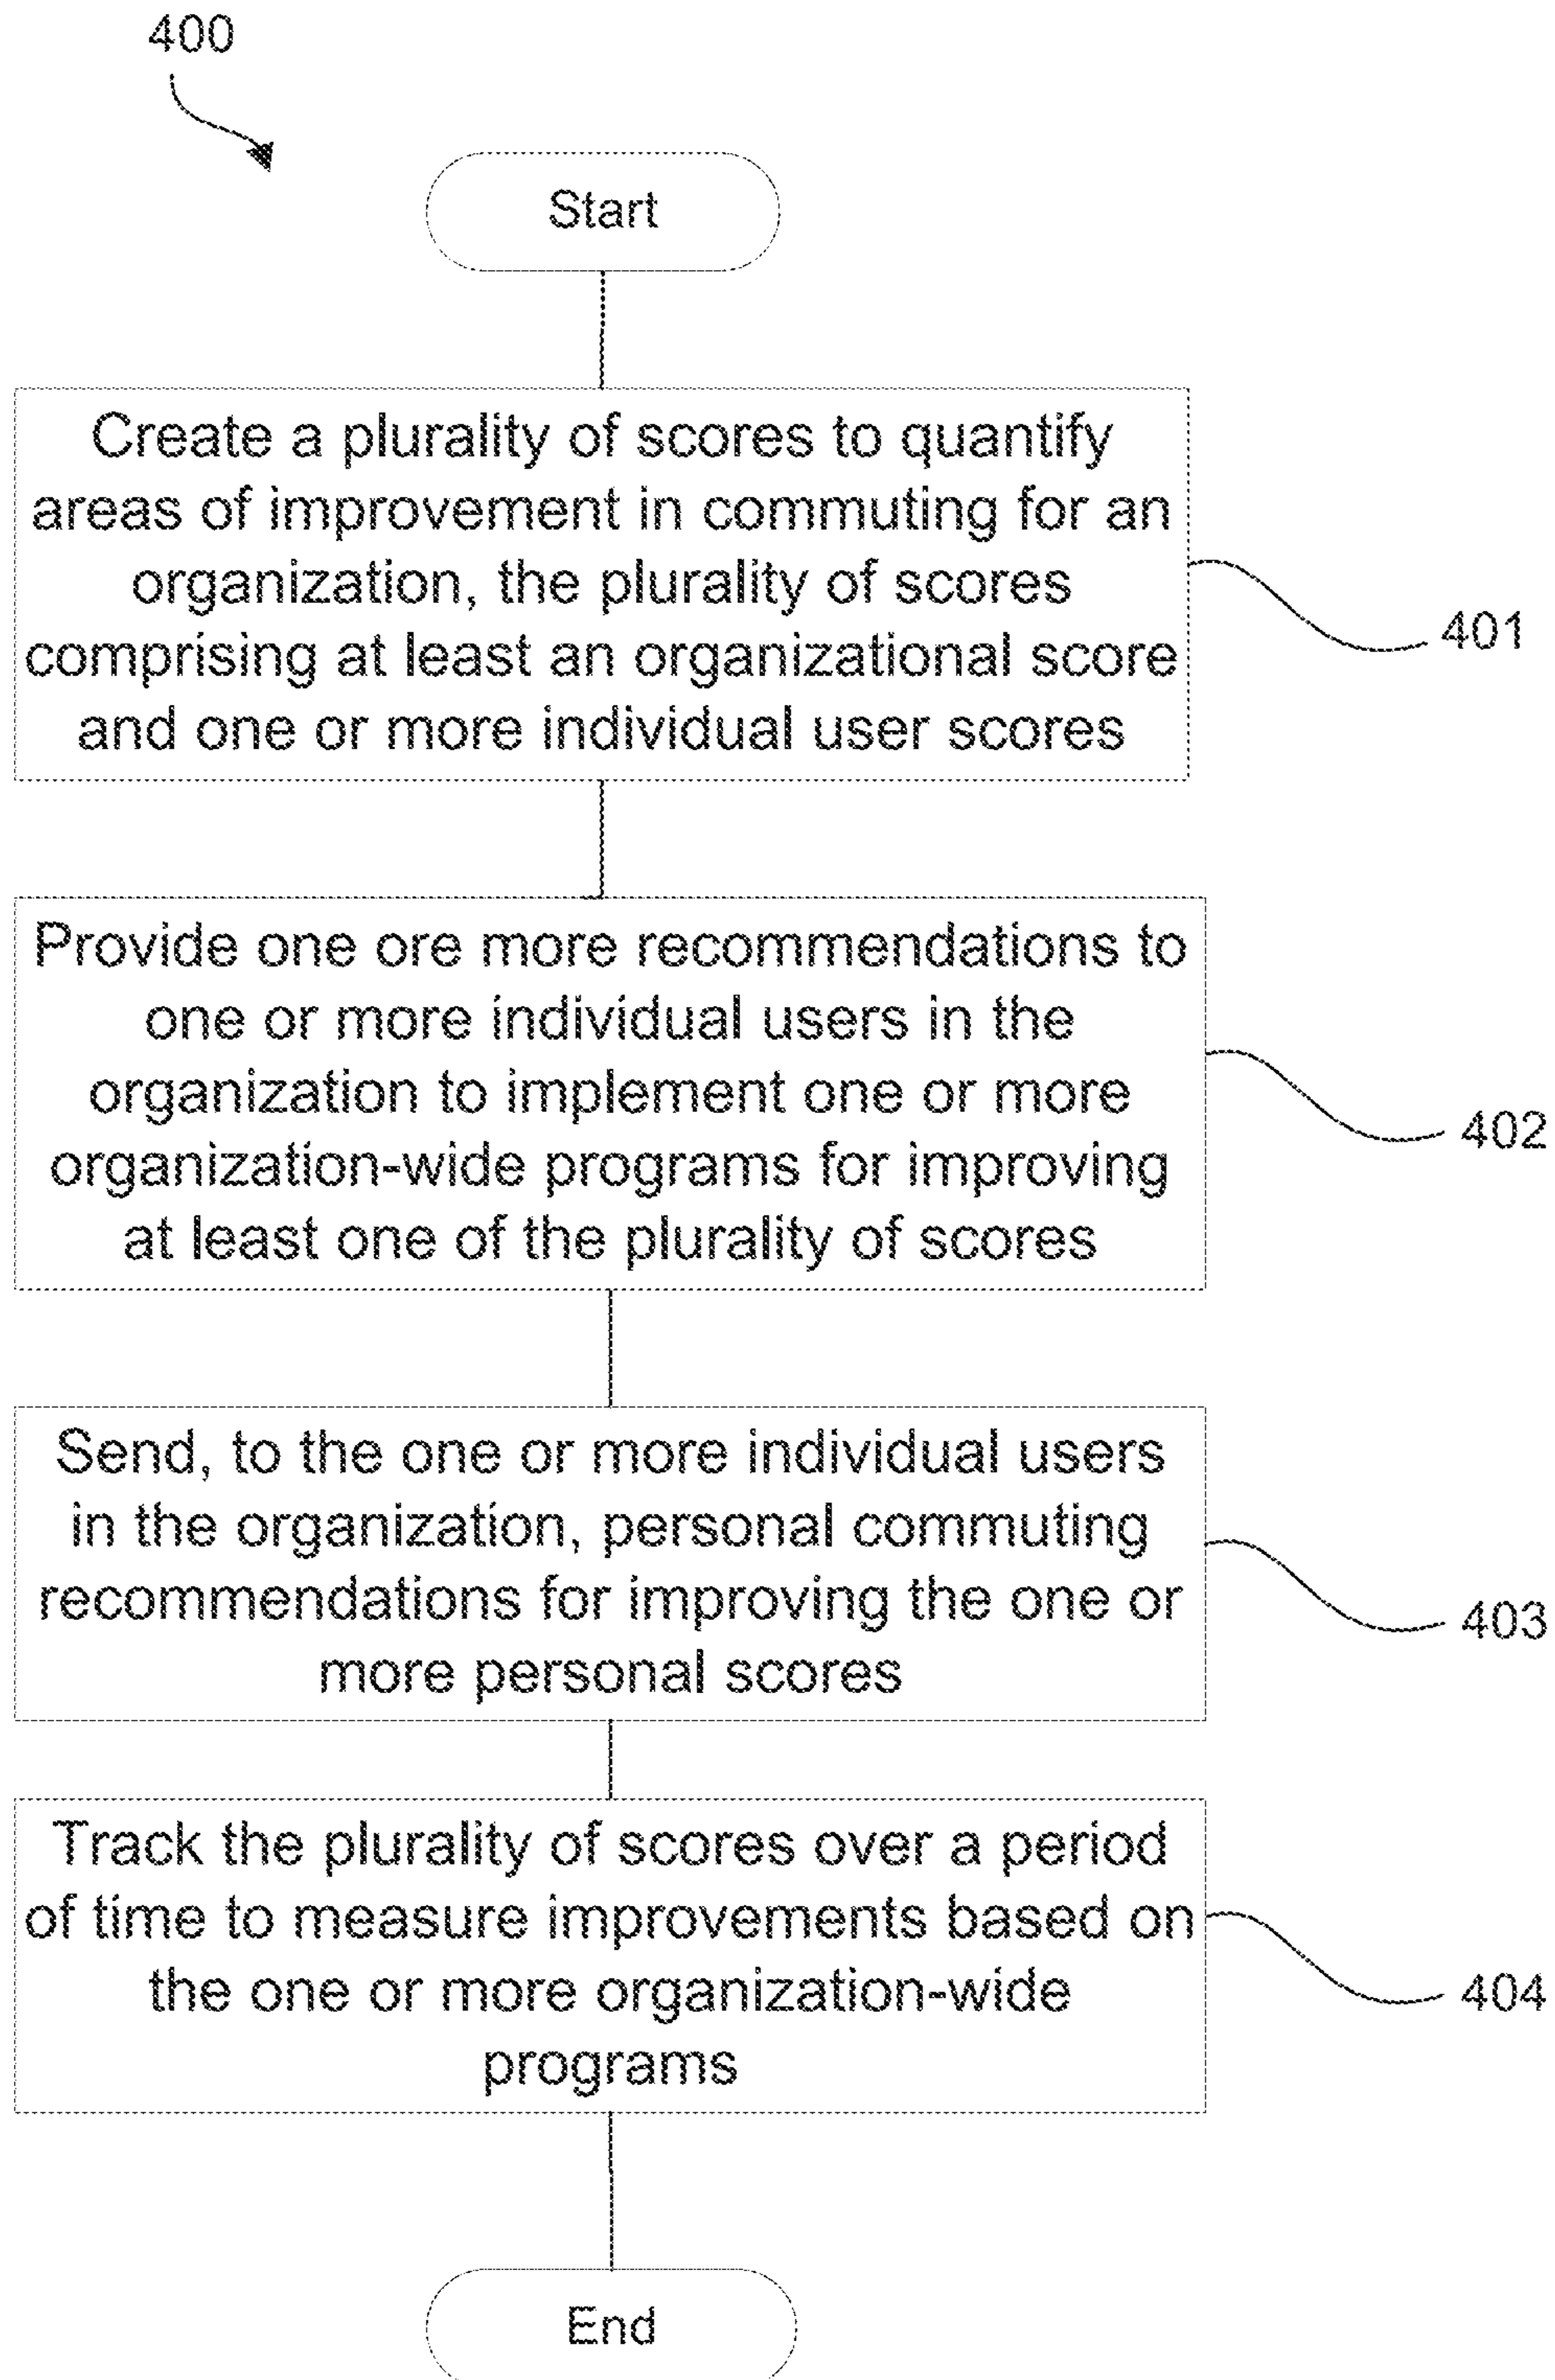 400
Start
Create a plurality of scores to quantify
areas of improvement in commuting for an
organization, the plurality of scores
comprising at least an organizational score
and one or more individual user scores
401
Provide one ore more recommendations to
one or more individual users in the
organization to implement one or more
organization-wide programs for improving
at least one of the plurality of scores
402
Send, to the one or more individual users
in the organization, personal commuting
recommendations for improving the one or
more personal scores
403
Track the plurality of scores over a period
of time to measure improvements based on
the one or more organization-wide
programs
404
End